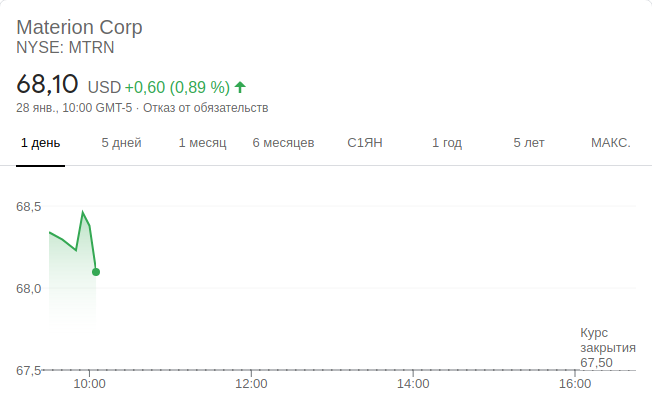 Materion Corp
NYSE: MTRN
68,10 USD +0,60 (0,89 %)
28 янв., 10:00 GMT-5 · Отказ от обязательств
1 день 5 дней 1 месяц 6 месяцев С1ЯН 1 год 5 лет МАКС.
68,5
68,0
Курс
закрытия
67,50
67,5
10:00 12:00 14:00 16:00